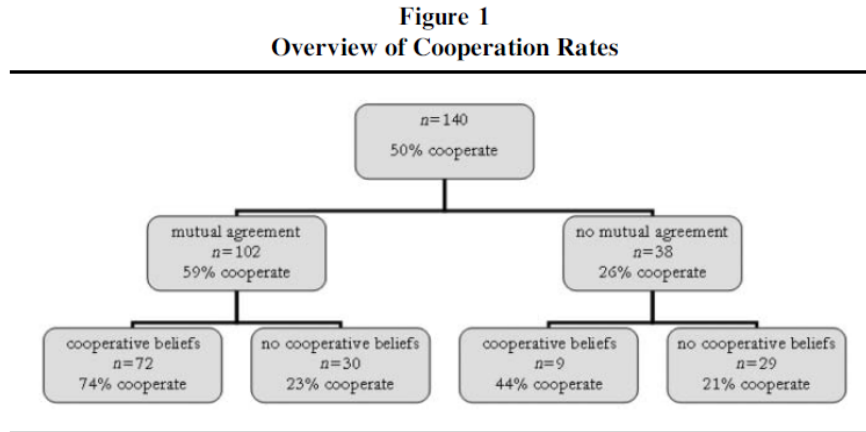 Figure 1
Overview of Cooperation Rates
n=140
50% cooperate
mutual agreement
n=102
59% cooperate
no mutual agreement
n=38
26% cooperate
cooperative beliefs
n=72
74% cooperate
no cooperative beliefs
n=30
23% cooperate
cooperative beliefs
n=9
44% cooperate
no cooperative beliefs
n=29
21% cooperate